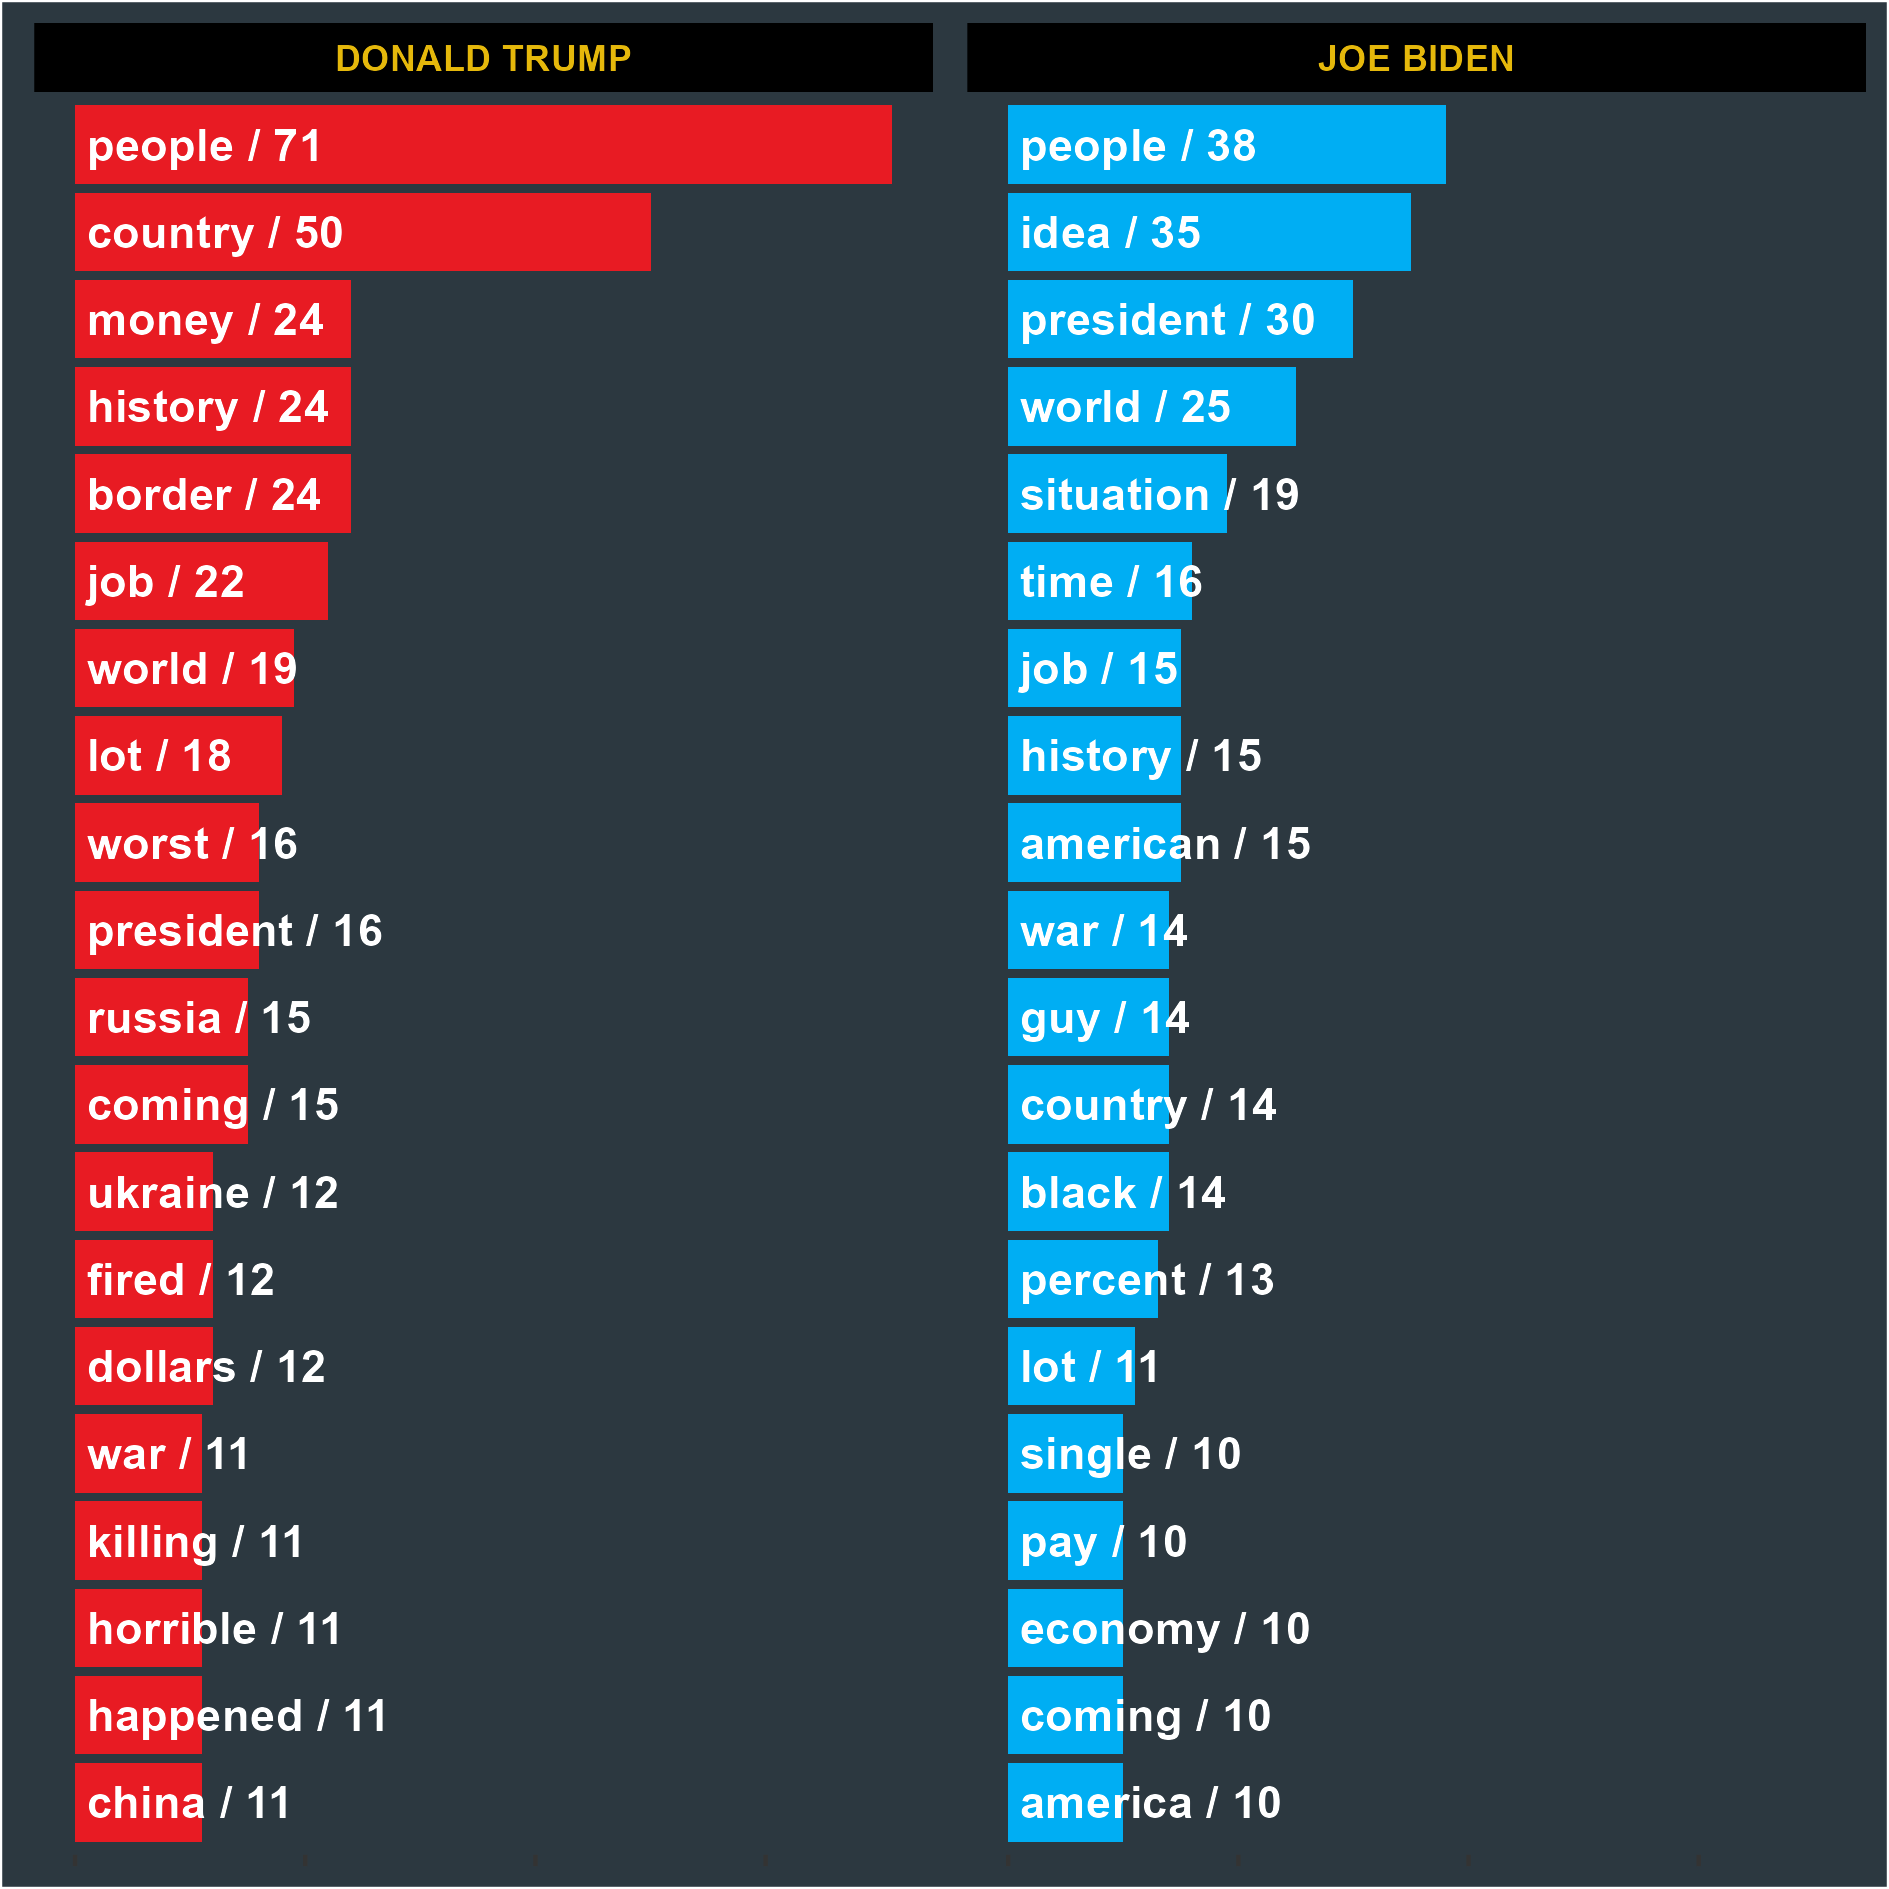 DONALD TRUMP
people / 71
country / 50
money / 24
history / 24
border / 24
job / 22
world / 19
lot / 18
worst / 16
president / 16
russia / 15
coming / 15
ukraine / 12
fired / 12
dollars / 12
war / 11
killing / 11
horrible / 11
happened / 11
china / 11
JOE BIDEN
people / 38
idea / 35
president / 30
world / 25
situation / 19
time / 16
job / 15
history / 15
american / 15
war / 14
guy / 14
country / 14
black / 14
percent / 13
lot / 11
single / 10
pay / 10
economy / 10
coming / 10
america / 10